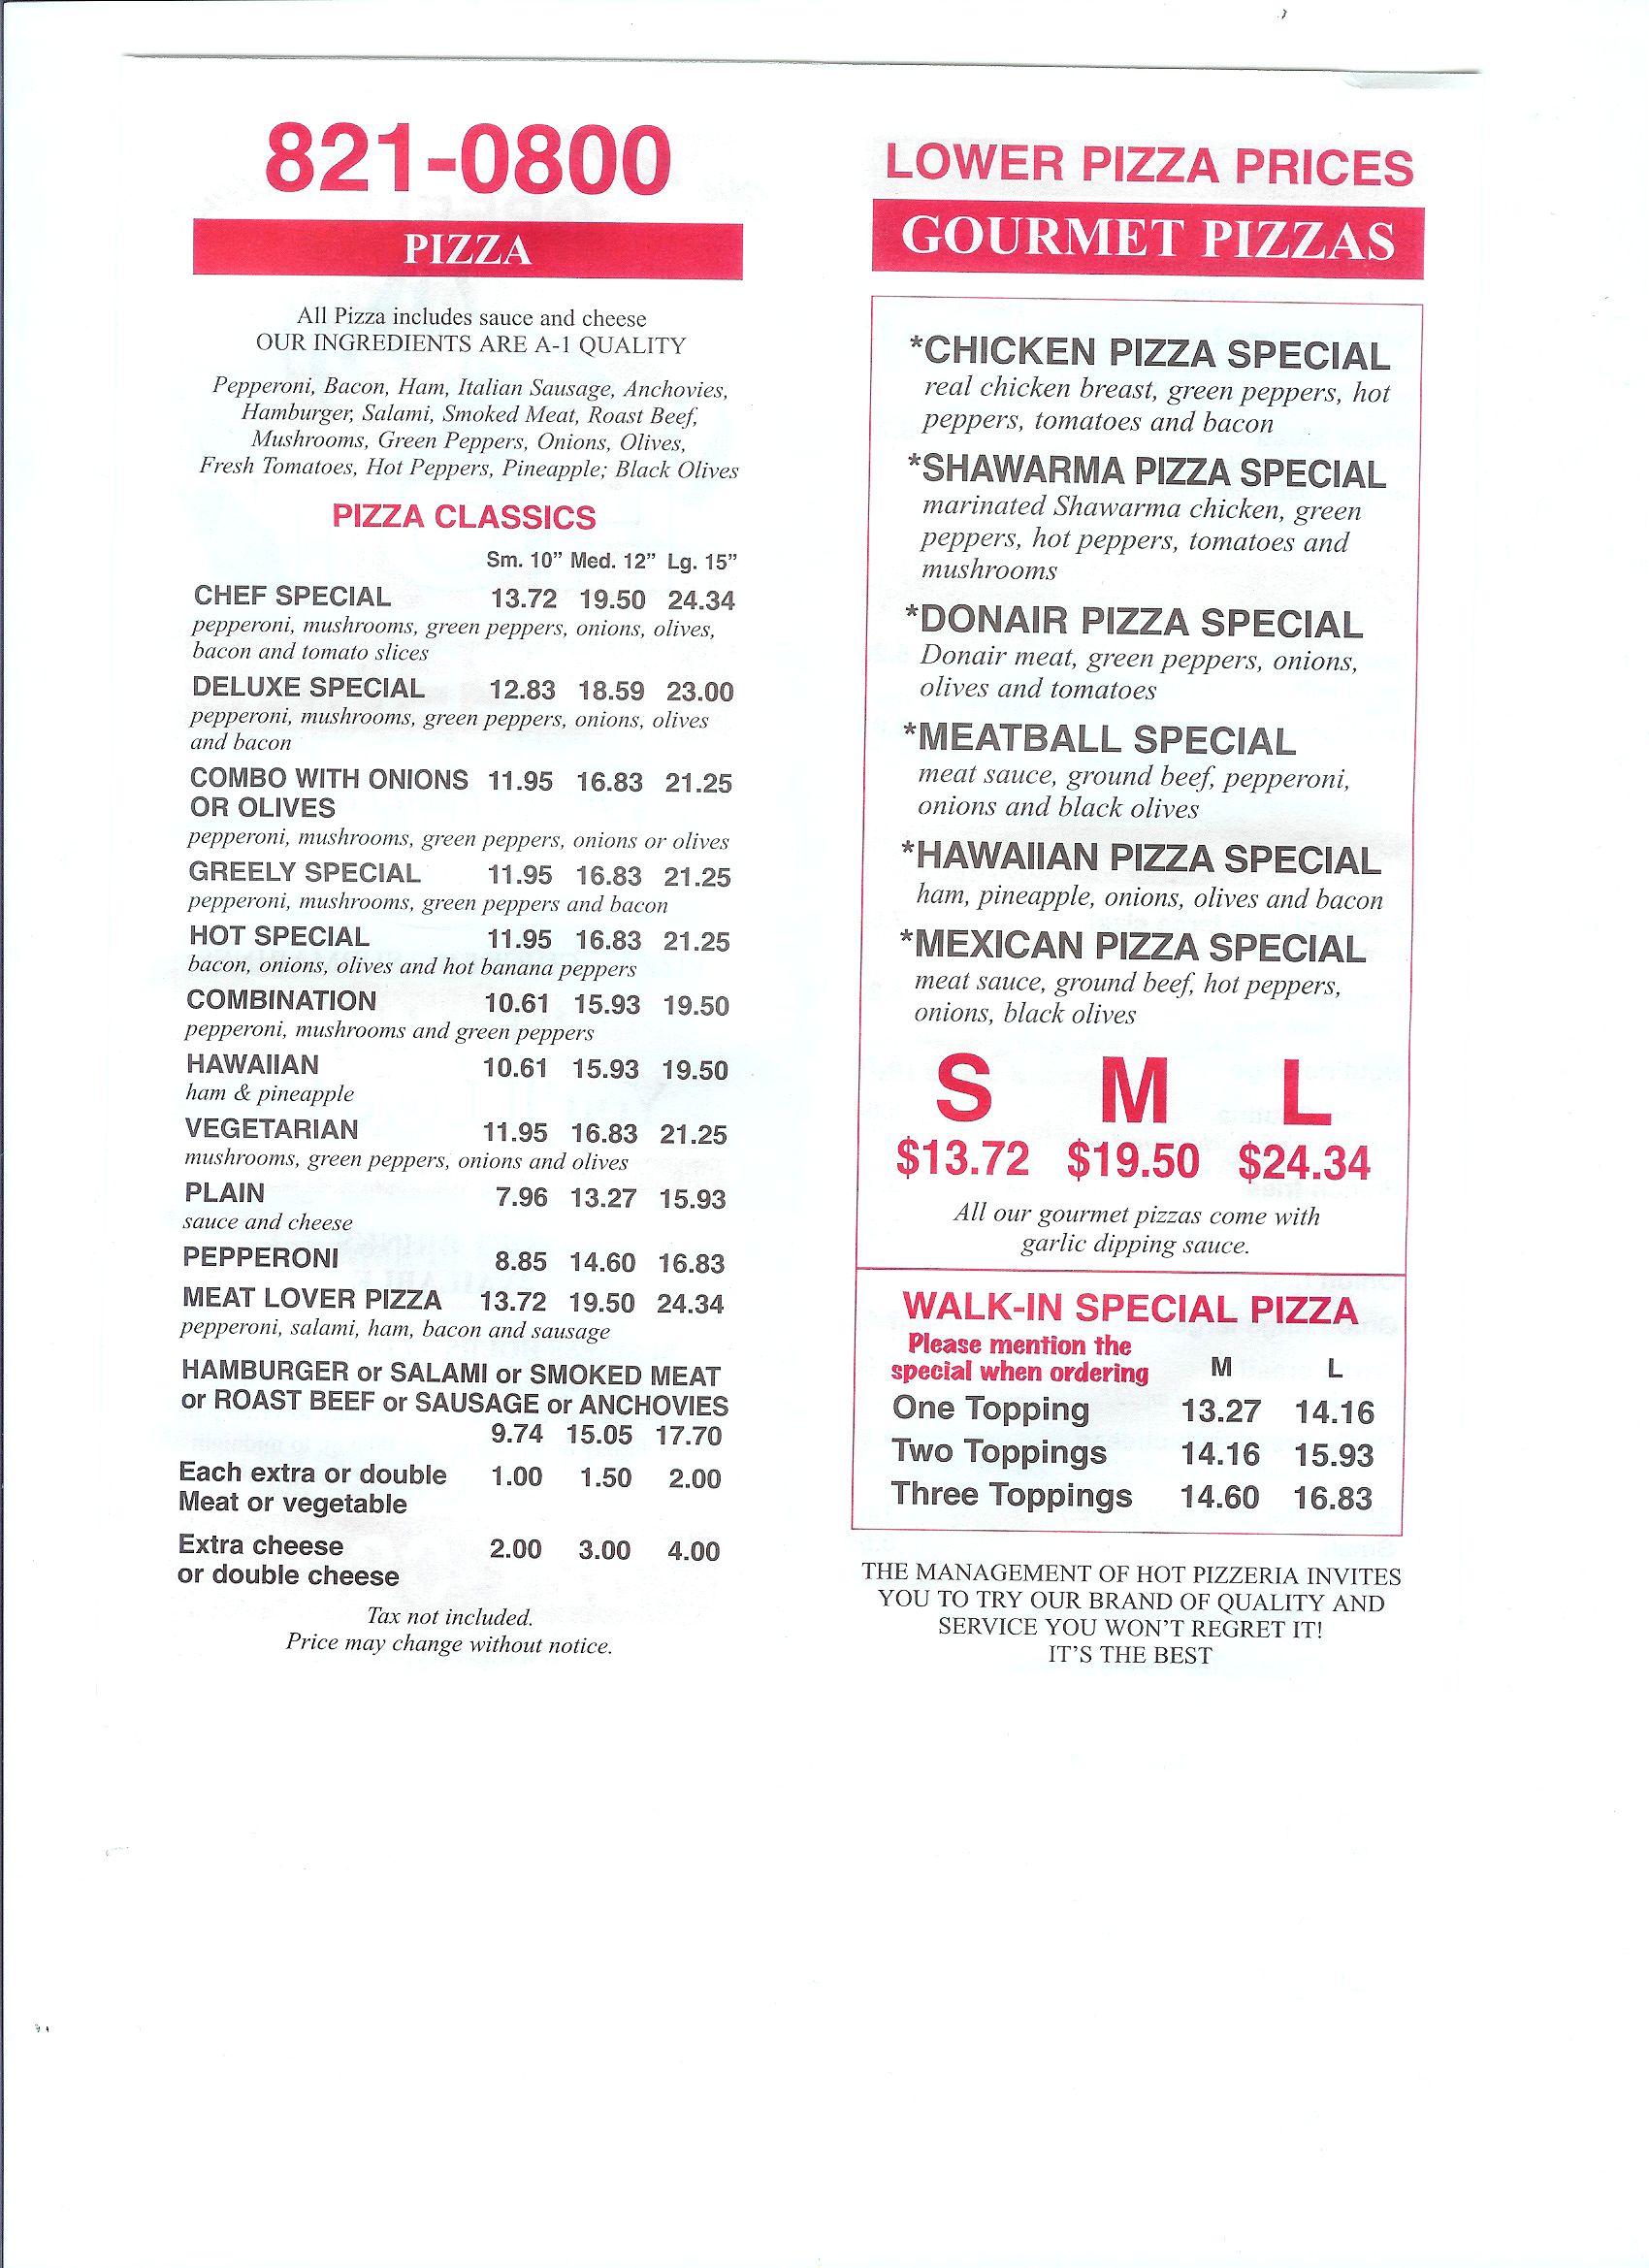 821-0800
PIZZA
All Pizza includes sauce and cheese
OUR INGREDIENTS ARE A-1 QUALITY
Pepperoni, Bacon, Ham, Italian Sausage, Anchovies,
Hamburger, Salami, Smoked Meat, Roast Beef,
Mushrooms, Green Peppers, Onions, Olives,
Fresh Tomatoes, Hot Peppers, Pineapple; Black Olives
PIZZA CLASSICS
Sm. 10” Med. 12” Lg. 15”
CHEF SPECIAL 13.72 19.50 24.34
pepperoni, mushrooms, green peppers, onions, olives,
bacon and tomato slices
DELUXE SPECIAL 12.83 18.59 23.00
pepperoni, mushrooms, green peppers, onions, olives
and bacon
COMBO WITH ONIONS 11.95 16.83 21.25
OR OLIVES
pepperoni, mushrooms, green peppers, onions or olives
GREELY SPECIAL 11.95 16.83 21.25
pepperoni, mushrooms, green peppers and bacon
HOT SPECIAL 11.95 16.83 21.25
bacon, onions, olives and hot banana peppers
COMBINATION 10.61 15.93 19.50
pepperoni, mushrooms and green peppers
HAWAIIAN 10.61 15.93 19.50
ham & pineapple
VEGETARIAN 11.95 16.83 21.25
mushrooms, green peppers, onions and olives
PLAIN 7.96 13.27 15.93
sauce and cheese
PEPPERONI 8.85 14.60 16.83
MEAT LOVER PIZZA 13.72 19.50 24.34
pepperoni, salami, ham, bacon and sausage
HAMBURGER or SALAMI or SMOKED MEAT
or ROAST BEEF or SAUSAGE or ANCHOVIES
9.74 15.05 17.70
Each extra or double 1.00 1.50 2.00
Meat or vegetable
Extra cheese 2.00 3.00 4.00
or double cheese
Tax not included.
Price may change without notice.
LOWER PIZZA PRICES
GOURMET PIZZAS
*CHICKEN PIZZA SPECIAL
real chicken breast, green peppers, hot
peppers, tomatoes and bacon
*SHAWARMA PIZZA SPECIAL
marinated Shawarma chicken, green
peppers, hot peppers, tomatoes and
mushrooms
*DONAIR PIZZA SPECIAL
Donair meat, green peppers, onions,
olives and tomatoes
*MEATBALL SPECIAL
meat sauce, ground beef, pepperoni,
onions and black olives
*HAWAIIAN PIZZA SPECIAL
ham, pineapple, onions, olives and bacon
*MEXICAN PIZZA SPECIAL
meat sauce, ground beef, hot peppers,
onions, black olives
S M L
$13.72 $19.50 $24.34
All our gourmet pizzas come with
garlic dipping sauce.
WALK-IN SPECIAL PIZZA
Please mention the
special when ordering M L
One Topping 13.27 14.16
Two Toppings 14.16 15.93
Three Toppings 14.60 16.83
THE MANAGEMENT OF HOT PIZZERIA INVITES
YOU TO TRY OUR BRAND OF QUALITY AND
SERVICE YOU WON’T REGRET IT!
IT’S THE BEST